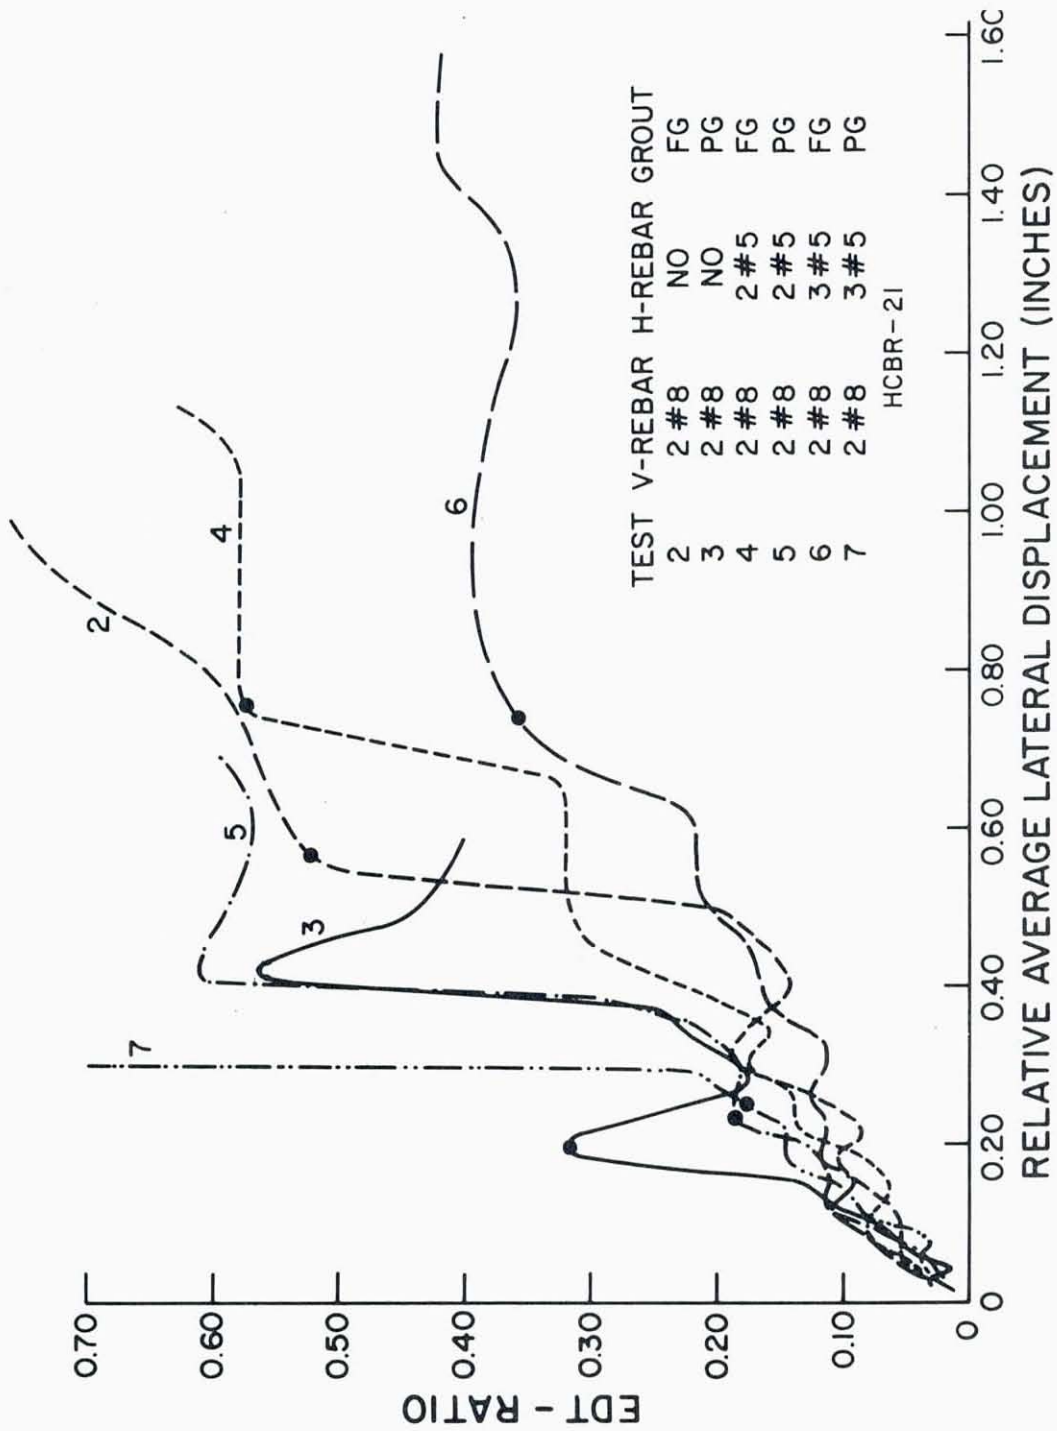 EDT - RATIO
0.70
0.60
0.50
0.40
0.30
0.20
0.10
0
0 0.20 0.40 0.60 0.80 1.00 1.20 1.40 1.60
RELATIVE AVERAGE LATERAL DISPLACEMENT (INCHES)
2
4
5
3
7
6
TEST V-REBAR H-REBAR GROUT
2 2#8 NO FG
3 2#8 NO PG
4 2#8 2#5 FG
5 2#8 2#5 PG
6 2#8 3#5 FG
7 2#8 3#5 PG
HCBR-21